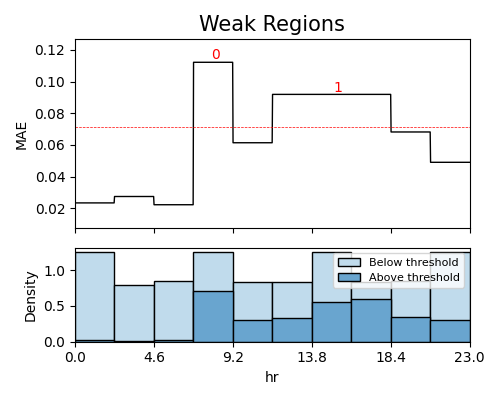 Weak Regions
0.12
0.10
0.08
0.06
0.04
0.02
MAE
0
1
1.0
0.5
0.0
Density
Below threshold
Above threshold
0.0 4.6 9.2 13.8 18.4 23.0
hr